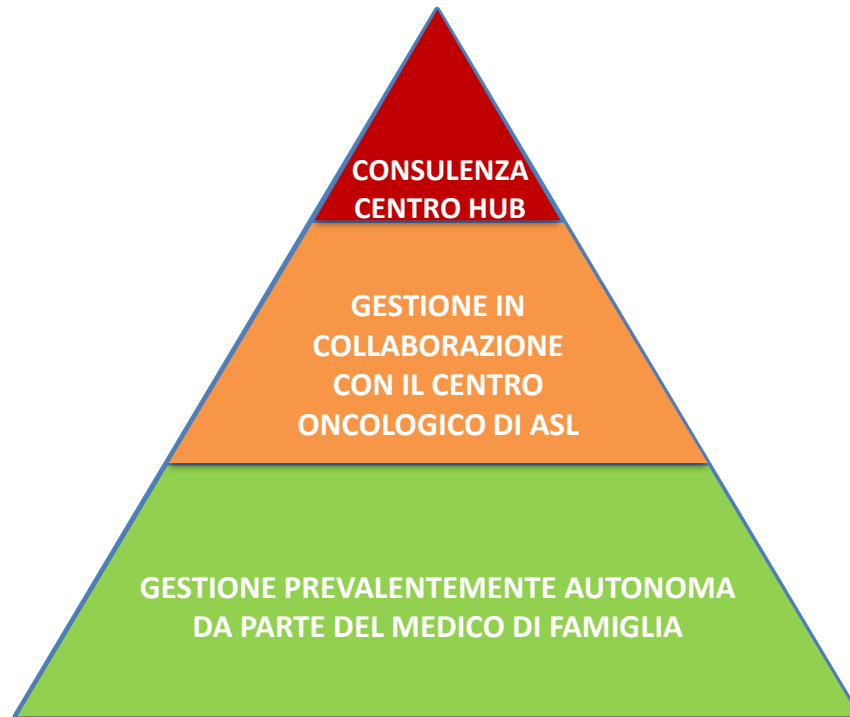 CONSULENZA
CENTRO HUB
GESTIONE IN
COLLABORAZIONE
CON IL CENTRO
ONCOLOGICO DI ASL
GESTIONE PREVALENTEMENTE AUTONOMA
DA PARTE DEL MEDICO DI FAMIGLIA